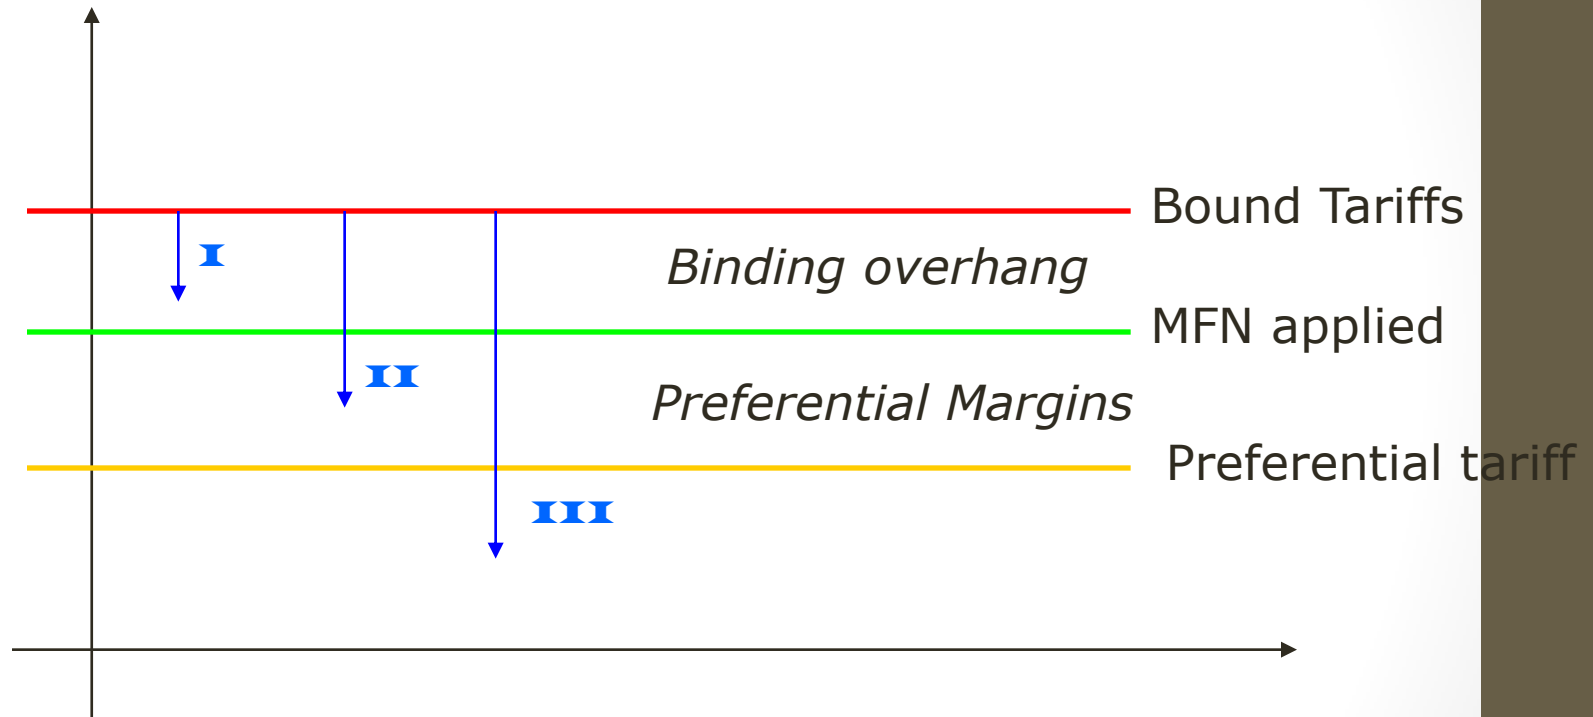 Bound Tariffs
I
Binding overhang
MFN applied
II
Preferential Margins
Preferential tariff
III